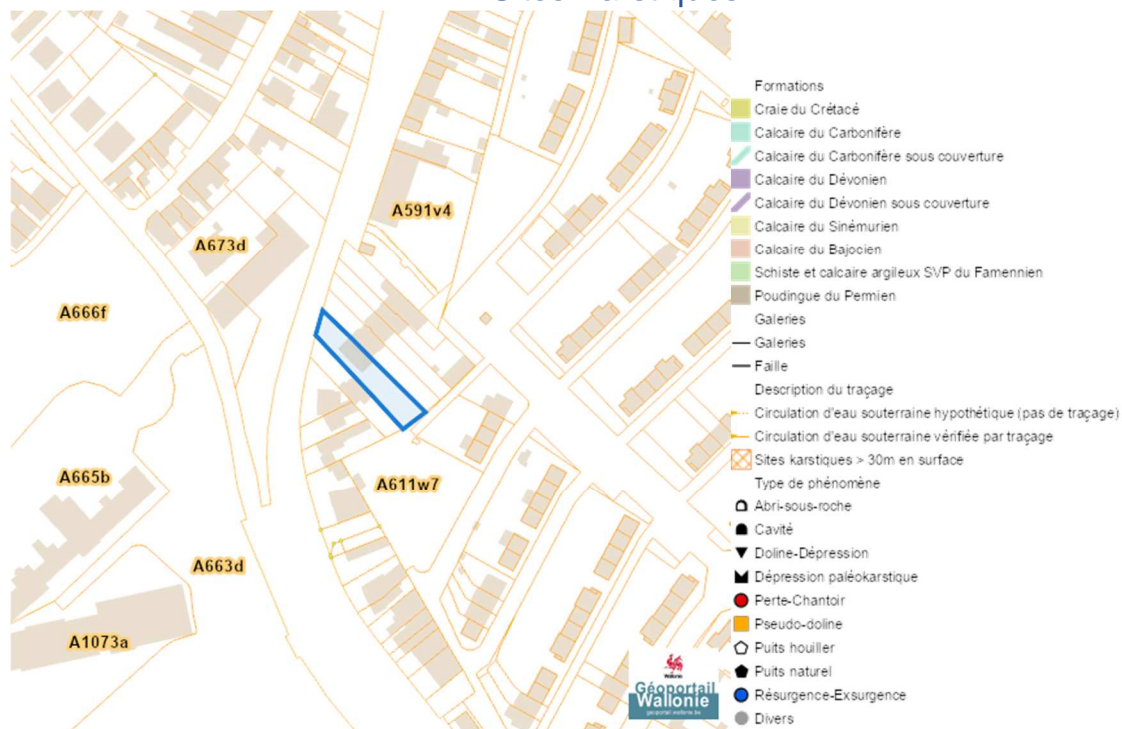 A591v4
A673d
A666f
A665b
A611w7
A663d
A1073a
Wallonie
Géoportail
Wallonie
geoportail.wallonie.be
Formations
Craie du Crétacé
Calcaire du Carbonifère
Calcaire du Carbonifère sous couverture
Calcaire du Dévonien
Calcaire du Dévonien sous couverture
Calcaire du Sinémurien
Calcaire du Bajocien
Schiste et calcaire argileux SVP du Famennien
Poudingue du Permien
Galeries
Galeries
Faille
Description du traçage
Circulation d'eau souterraine hypothétique (pas de traçage)
Circulation d'eau souterraine vérifiée par traçage
Sites karstiques > 30m en surface
Type de phénomène
Abri-sous-roche
Cavité
Doline-Dépression
Dépression paléokarstique
Perte-Chantoir
Pseudo-doline
Puits houiller
Puits naturel
Résurgence-Exsurgence
Divers